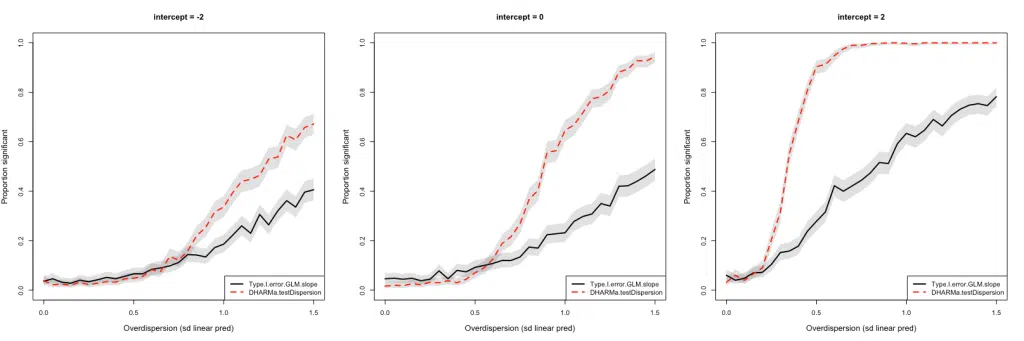 intercept = -2
Proportion significant
1.0
0.8
0.6
0.4
0.2
0.0
0.0 0.5 1.0 1.5
Overdispersion (sd linear pred)
Type.I.error.GLM.slope
DHARMa.testDispersion
intercept = 0
Proportion significant
1.0
0.8
0.6
0.4
0.2
0.0
0.0 0.5 1.0 1.5
Overdispersion (sd linear pred)
Type.I.error.GLM.slope
DHARMa.testDispersion
intercept = 2
Proportion significant
1.0
0.8
0.6
0.4
0.2
0.0
0.0 0.5 1.0 1.5
Overdispersion (sd linear pred)
Type.I.error.GLM.slope
DHARMa.testDispersion